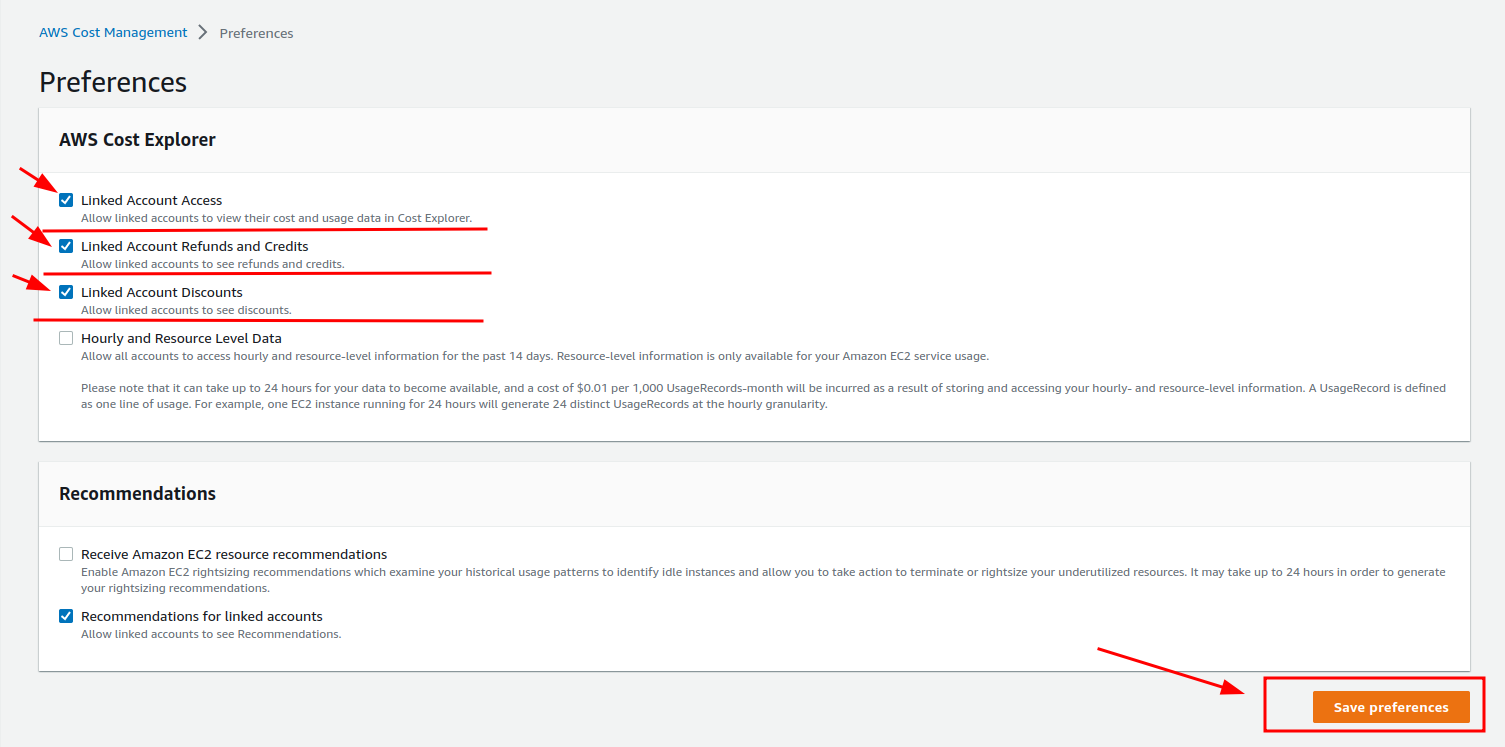 AWS Cost Management > Preferences
Preferences
AWS Cost Explorer
Linked Account Access
Allow linked accounts to view their cost and usage data in Cost Explorer.
Linked Account Refunds and Credits
Allow linked accounts to see refunds and credits.
Linked Account Discounts
Allow linked accounts to see discounts.
Hourly and Resource Level Data
Allow all accounts to access hourly and resource-level information for the past 14 days. Resource-level information is only available for your Amazon EC2 service usage.
Please note that it can take up to 24 hours for your data to become available, and a cost of $0.01 per 1,000 UsageRecords-month will be incurred as a result of storing and accessing your hourly- and resource-level information. A UsageRecord is defined
as one line of usage. For example, one EC2 instance running for 24 hours will generate 24 distinct UsageRecords at the hourly granularity.
Recommendations
Receive Amazon EC2 resource recommendations
Enable Amazon EC2 rightsizing recommendations which examine your historical usage patterns to identify idle instances and allow you to take action to terminate or rightsize your underutilized resources. It may take up to 24 hours in order to generate
your rightsizing recommendations.
Recommendations for linked accounts
Allow linked accounts to see Recommendations.
Save preferences